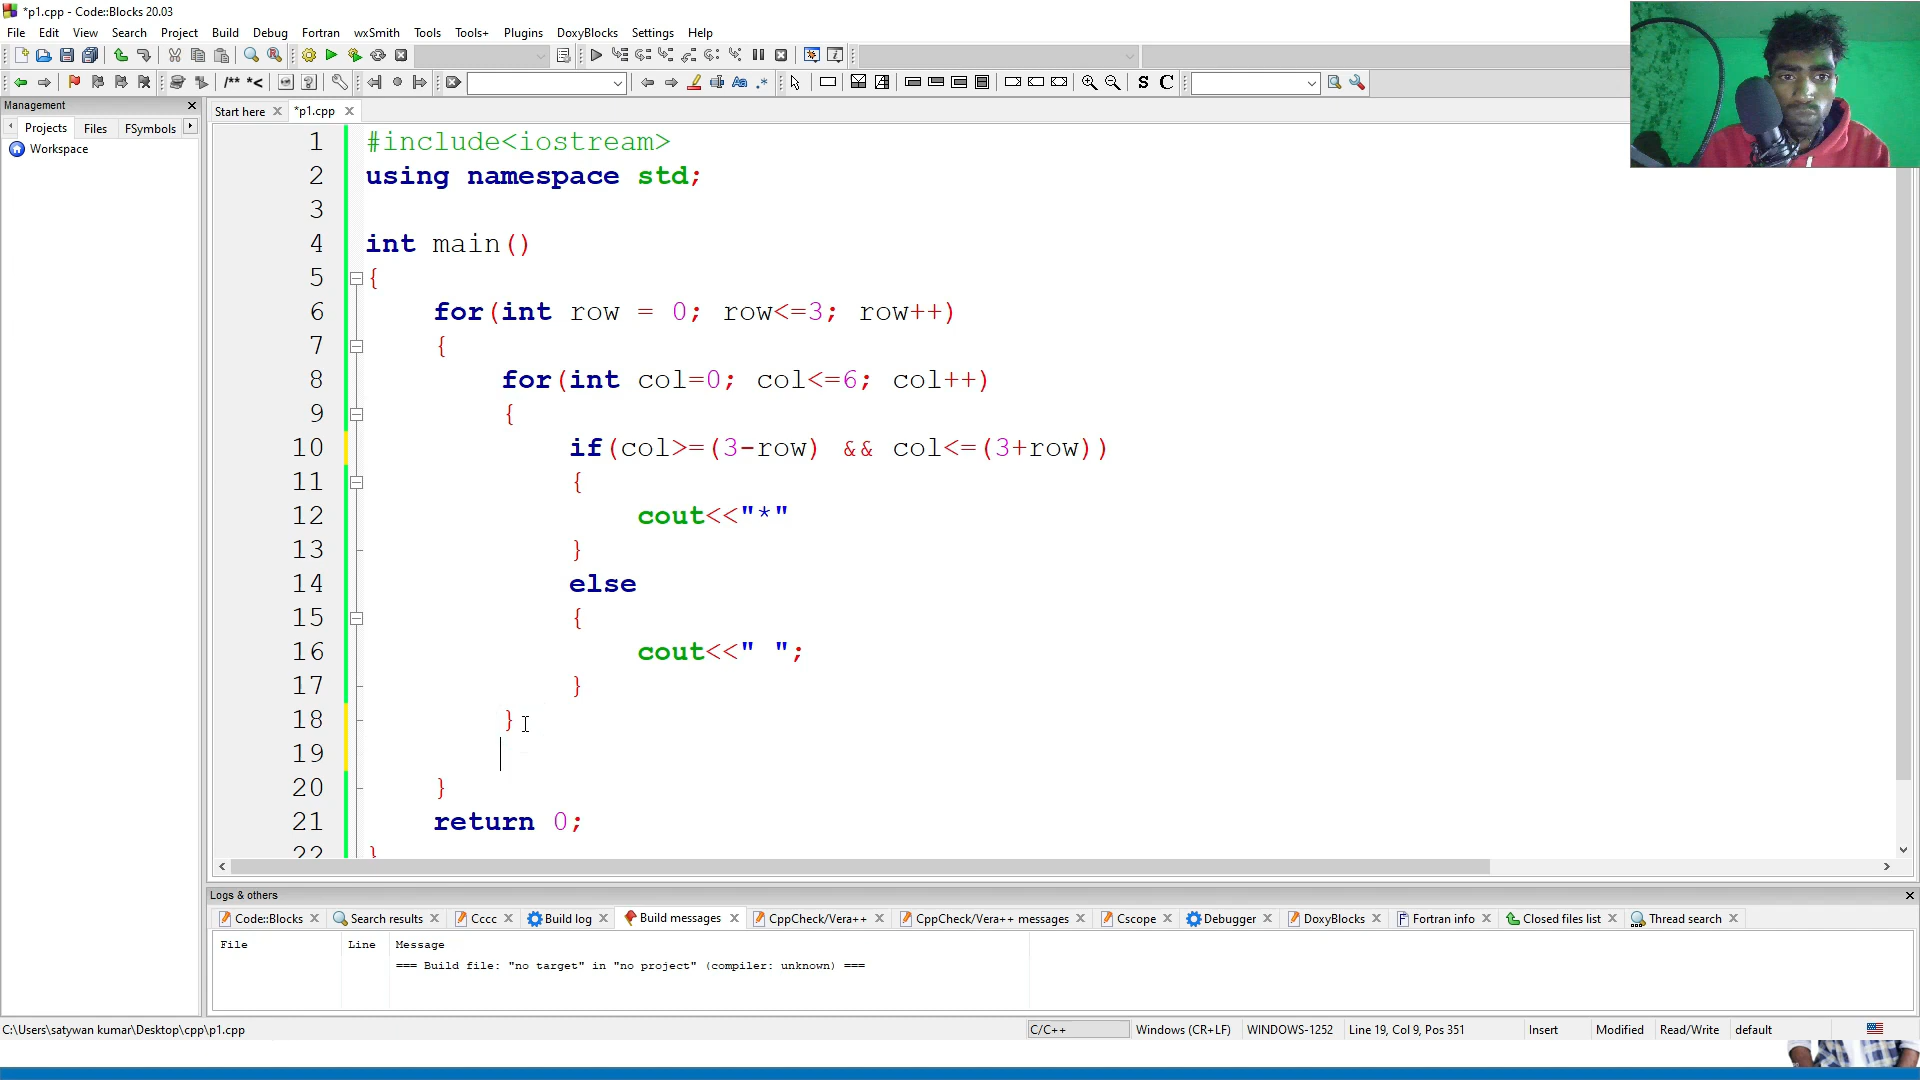 *p1.cpp - Code::Blocks 20.03
File Edit View Search Project Build Debug Fortran wxSmith Tools Tools+ Plugins DoxyBlocks Settings Help
/** *< Aa .* S C
Management
Projects Files FSymbols
Workspace
Start here *p1.cpp
1 #include<iostream>
2 using namespace std;
3
4 int main()
5 {
6 for(int row = 0; row<=3; row++)
7 {
8 for(int col=0; col<=6; col++)
9 {
10 if(col>=(3-row) && col<=(3+row))
11 {
12 cout<<"*"
13 }
14 else
15 {
16 cout<<" ";
17 }
18 }
19
20 }
21 return 0;
22 }
Logs & others
Code::Blocks Search results Cccc Build log Build messages CppCheck/Vera++ CppCheck/Vera++ messages Cscope Debugger DoxyBlocks Fortran info Closed files list Thread search
File Line Message
=== Build file: "no target" in "no project" (compiler: unknown) ===
C:\Users\satywan kumar\Desktop\cpp\p1.cpp C/C++ Windows (CR+LF) WINDOWS-1252 Line 19, Col 9, Pos 351 Insert Modified Read/Write default